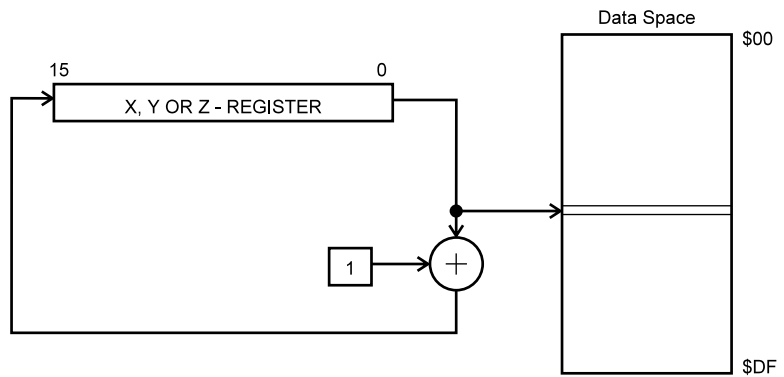 Data Space
$00
15
0
X, Y OR Z - REGISTER
1
+
$DF